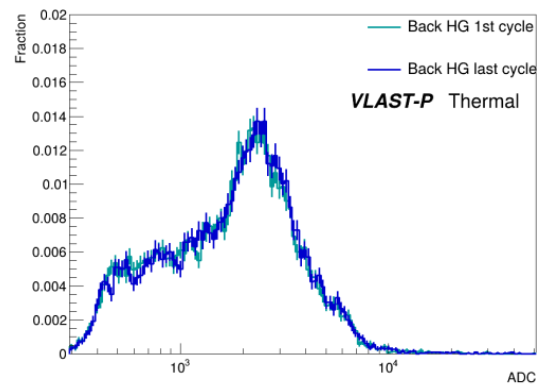 Fraction
0.02
0.018
0.016
0.014
0.012
0.01
0.008
0.006
0.004
0.002
0
Back HG 1st cycle
Back HG last cycle
VLAST-P Thermal
10³
10⁴
ADC